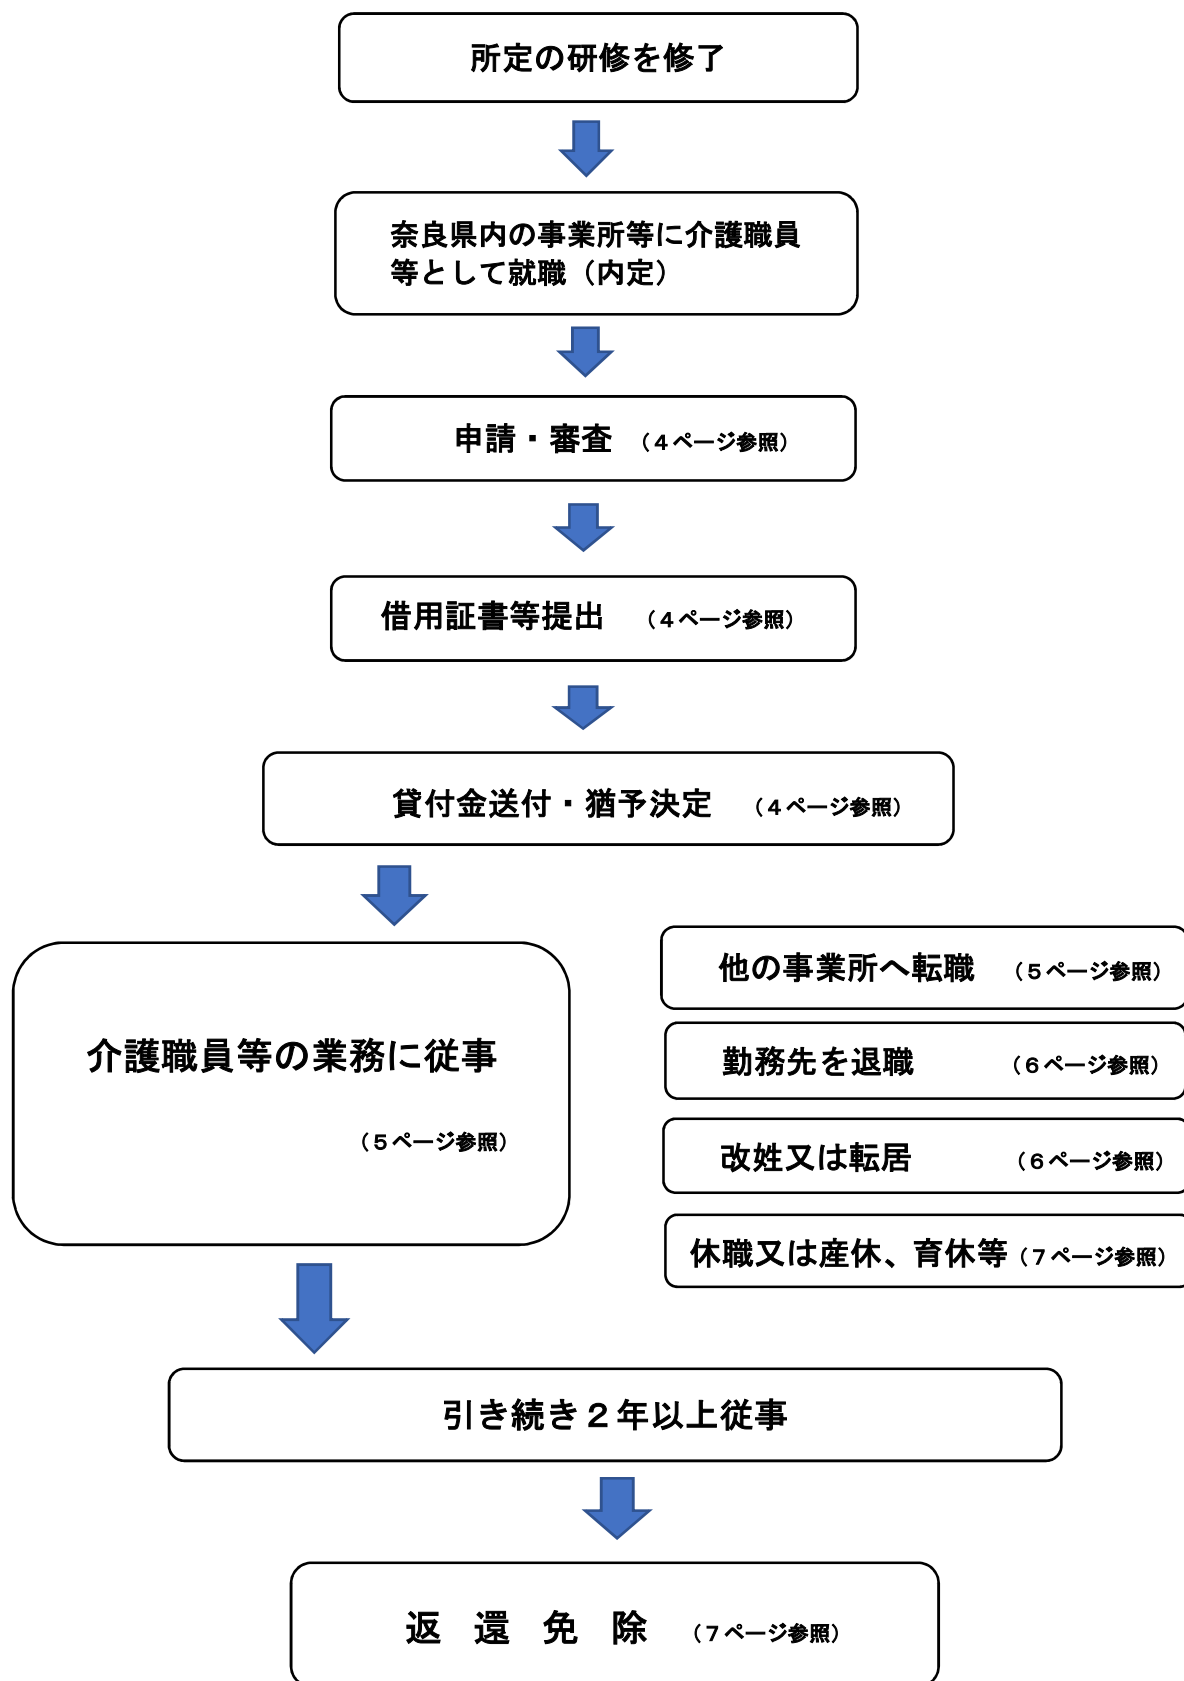 所定の研修を修了
奈良県内の事業所等に介護職員
等として就職（内定）
申請・審査　（４ページ参照）
借用証書等提出　（４ページ参照）
貸付金送付・猶予決定　（４ページ参照）
介護職員等の業務に従事
（５ページ参照）
他の事業所へ転職　（５ページ参照）
勤務先を退職　（６ページ参照）
改姓又は転居　（６ページ参照）
休職又は産休、育休等（７ページ参照）
引き続き２年以上従事
返　還　免　除　（７ページ参照）